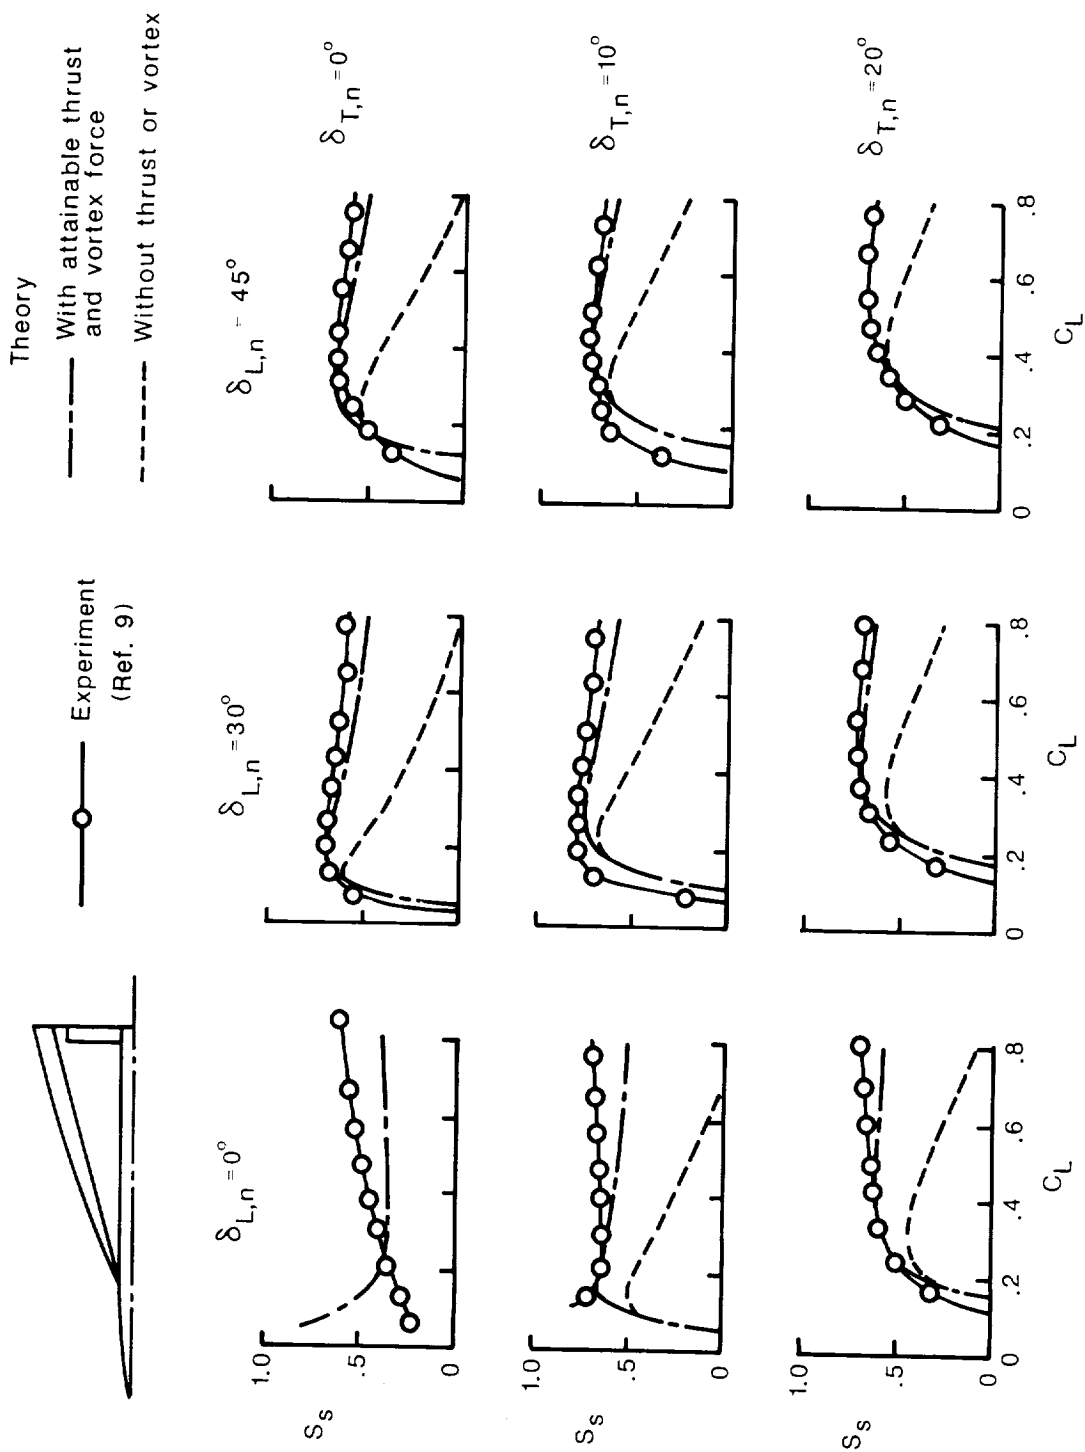 Theory
Experiment
(Ref. 9)
With attainable thrust
and vortex force
Without thrust or vortex
δL,n = 0°
δL,n = 30°
δL,n = 45°
1.0
.5
0
Ss
δT,n = 0°
1.0
.5
0
Ss
δT,n = 10°
1.0
.5
0
Ss
δT,n = 20°
0 .2 .4 .6 .8
CL
0 .2 .4 .6 .8
CL
0 .2 .4 .6 .8
CL